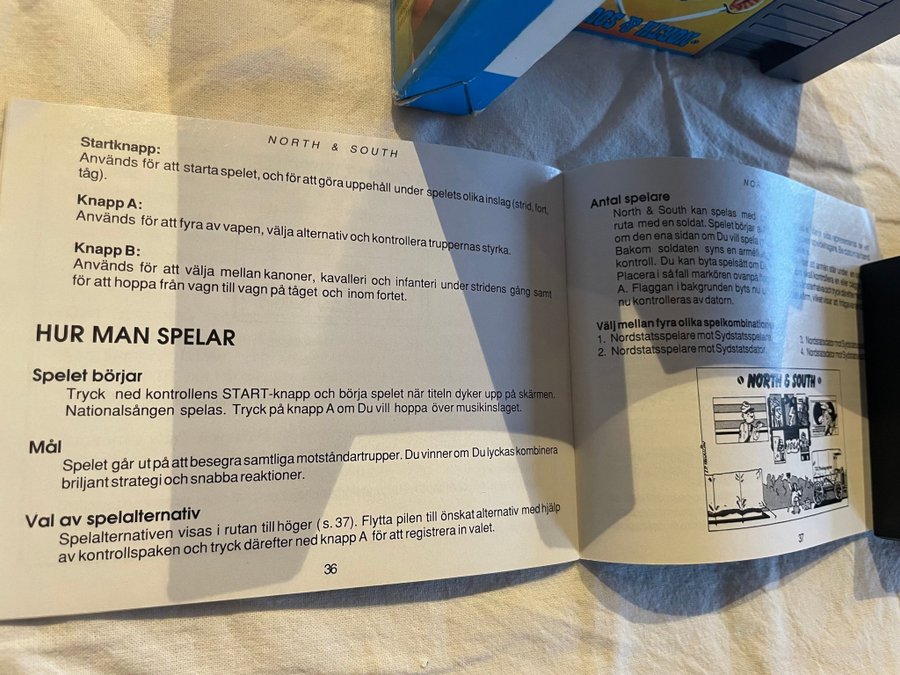 NORTH & SOUTH
Startknapp:
Används för att starta spelet, och för att göra uppehåll under spelets olika inslag (strid, fort,
tåg).
Knapp A:
Används för att fyra av vapen, välja alternativ och kontrollera truppernas styrka.
Knapp B:
Används för att välja mellan kanoner, kavalleri och infanteri under stridens gång samt
för att hoppa från vagn till vagn på tåget och inom fortet.
HUR MAN SPELAR
Spelet börjar
Tryck ned kontrollens START-knapp och börja spelet när titeln dyker upp på skärmen.
Nationalsången spelas. Tryck på knapp A om Du vill hoppa över musikinslaget.
Mål
Spelet går ut på att besegra samtliga motståndartrupper. Du vinner om Du lyckas kombinera
briljant strategi och snabba reaktioner.
Val av spelalternativ
Spelalternativen visas i rutan till höger (s. 37). Flytta pilen till önskat alternativ med hjälp
av kontrollspaken och tryck därefter ned knapp A för att registrera in valet.
36
Antal spelare
North & South kan spelas med
ruta med en soldat. Spelet börjar
om den ena sidan om Du vill spela
Bakom soldaten syns en armé
kontroll. Du kan byta spelsätt om
Placera i så fall markören ovanpå
A. Flaggan i bakgrunden byts nu
nu kontrolleras av datorn.
Välj mellan fyra olika spelkombinationer
1. Nordstatsspelare mot Sydstatsspelare
2. Nordstatsspelare mot Sydstatsdator
3. Nordstatsdator mot
4. Nordstatsdator mot
NORTH & SOUTH
37
NORTH & SOU